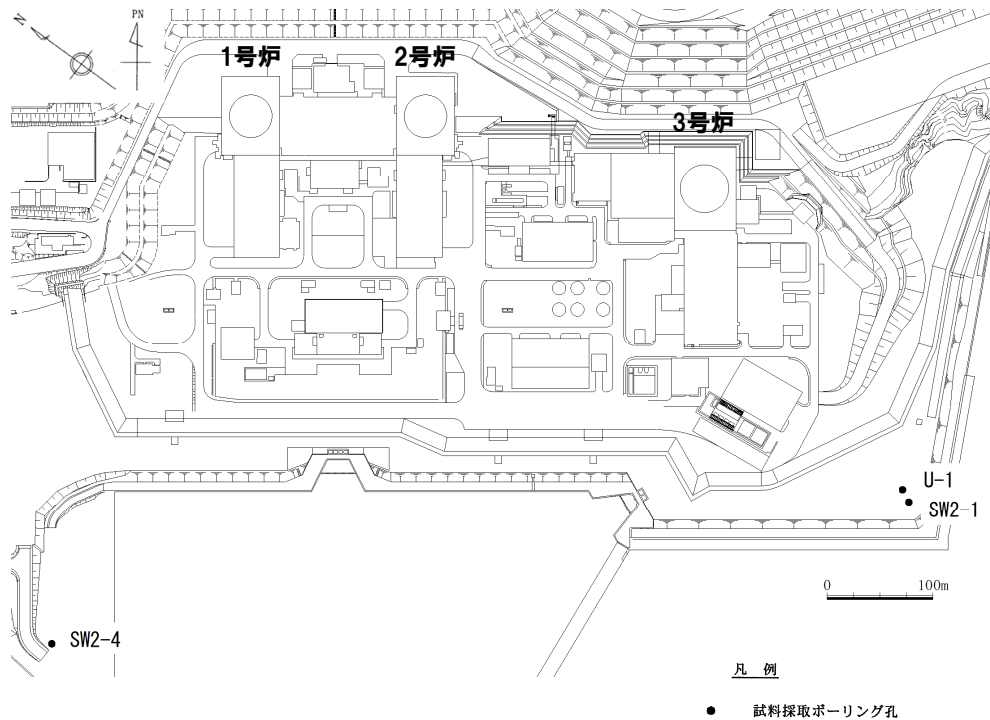 N
PN
1号炉
2号炉
3号炉
U-1
SW2-1
0 100m
SW2-4
凡 例
● 試料採取ボーリング孔